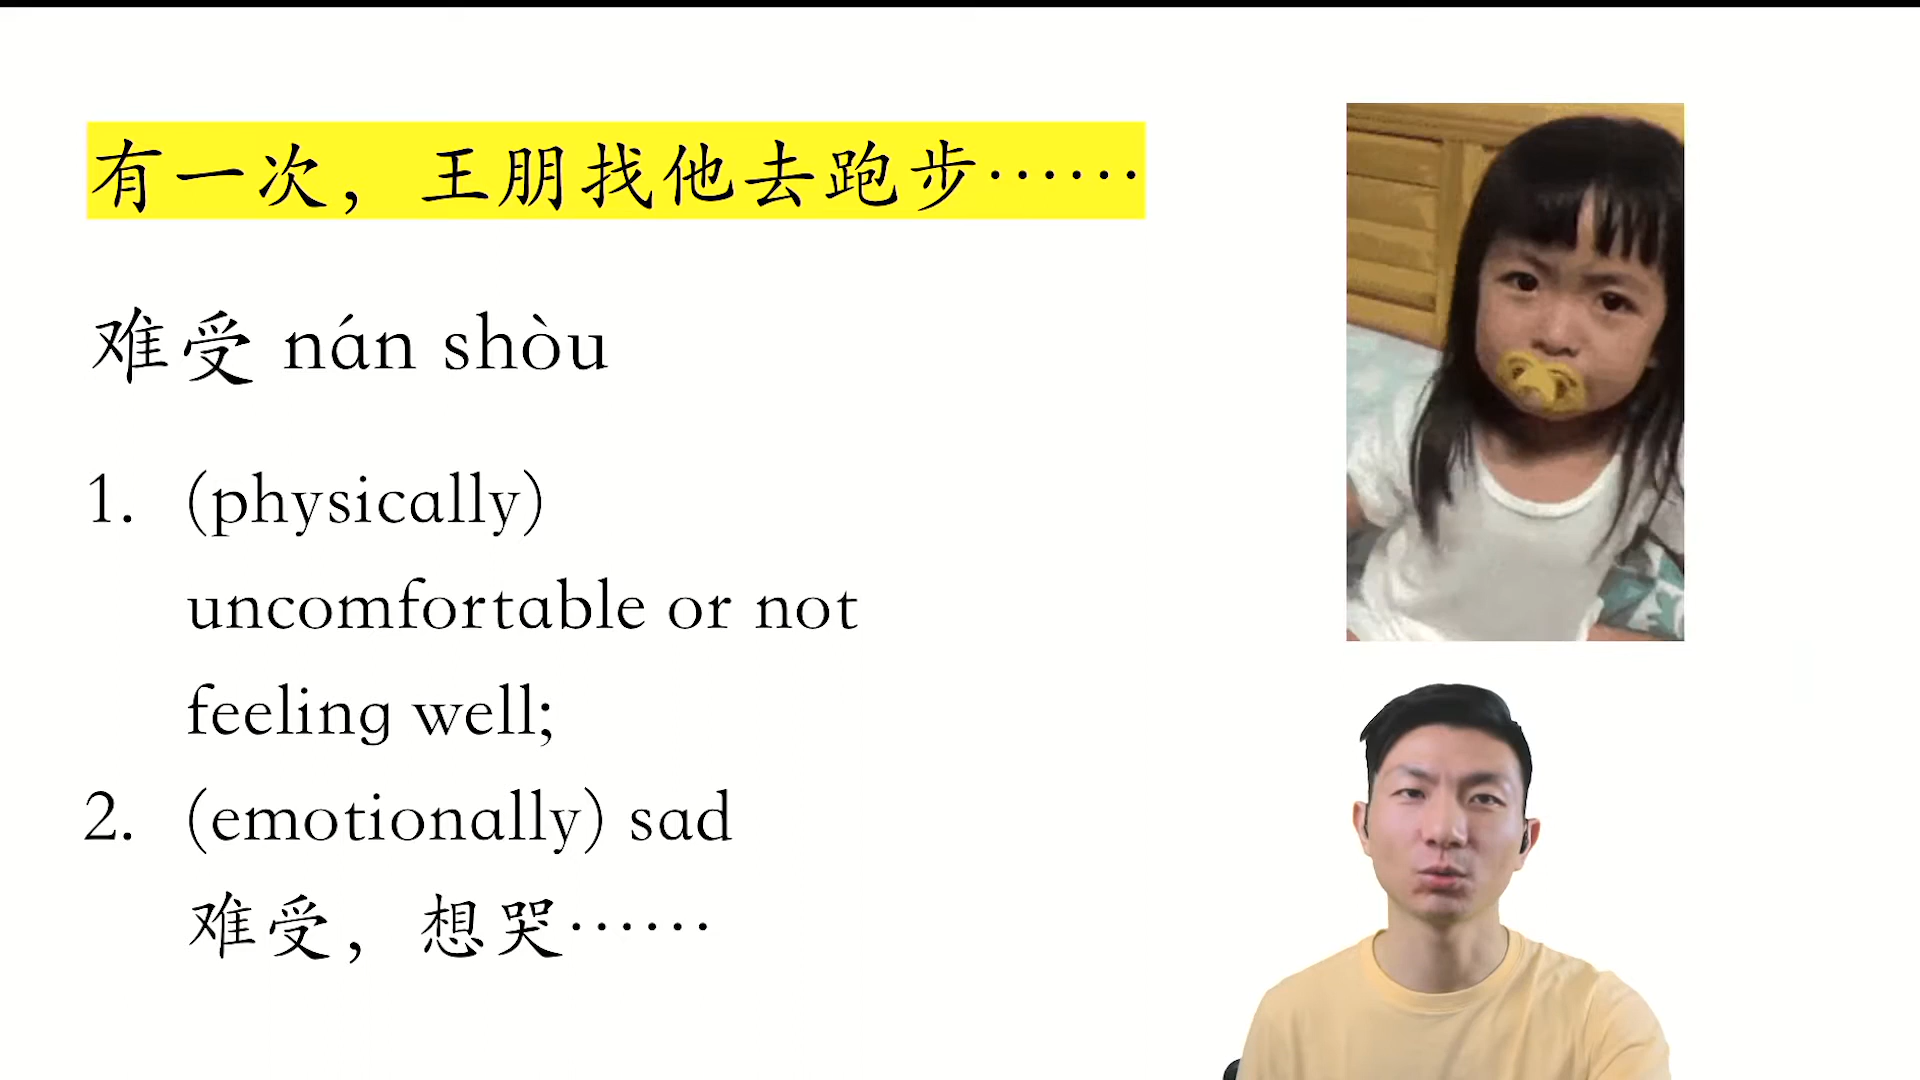 有一次，王朋找他去跑步……
难受 nán shòu
1. (physically)
uncomfortable or not
feeling well;
2. (emotionally) sad
难受，想哭……